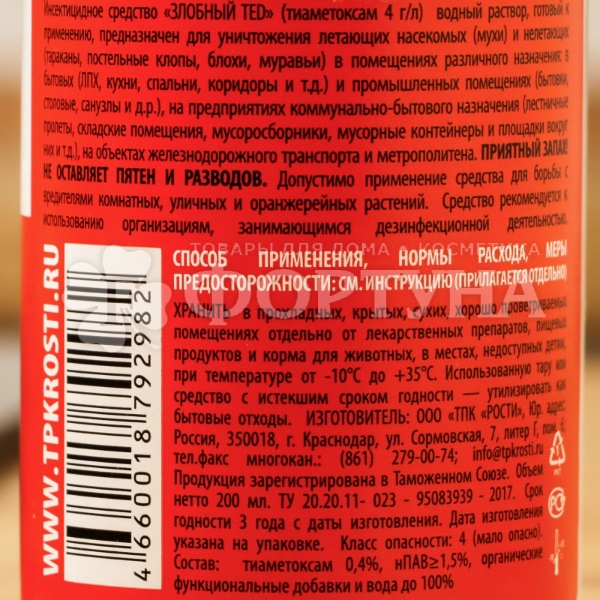 Инсектицидное средство «ЗЛОБНЫЙ TED» (тиаметоксам 4 г/л) водный раствор, готовый к
применению, предназначен для уничтожения летающих насекомых (мухи) и нелетающих
(тараканы, постельные клопы, блохи, муравьи) в помещениях различного назначения: в
бытовых (ЛПХ, кухни, спальни, коридоры и т.д.) и промышленных помещениях (бытовки,
столовые, санузлы и д.р.), на предприятиях коммунально-бытового назначения (лестничные
пролеты, складские помещения, мусоросборники, мусорные контейнеры и площадки вокруг
них и т.д.), на объектах железнодорожного транспорта и метрополитена. ПРИЯТНЫЙ ЗАПАХ!
НЕ ОСТАВЛЯЕТ ПЯТЕН И РАЗВОДОВ. Допустимо применение средства для борьбы с
вредителями комнатных, уличных и оранжерейных растений. Средство рекомендуется к
использованию организациям, занимающимся дезинфекционной деятельностью.
ТОВАРЫ ДЛЯ ДОМА • КОСМЕТИКА
ФОРТУНА
СПОСОБ ПРИМЕНЕНИЯ, НОРМЫ РАСХОДА, МЕРЫ
ПРЕДОСТОРОЖНОСТИ: СМ. ИНСТРУКЦИЮ (ПРИЛАГАЕТСЯ ОТДЕЛЬНО)
ХРАНИТЬ в прохладных, крытых, сухих, хорошо проветриваемых
помещениях отдельно от лекарственных препаратов, пищевых
продуктов и корма для животных, в местах, недоступных детям,
при температуре от -10°С до +35°С. Использованную тару или
средство с истекшим сроком годности — утилизировать как
бытовые отходы. ИЗГОТОВИТЕЛЬ: ООО «ТПК «РОСТИ», Юр. адрес:
Россия, 350018, г. Краснодар, ул. Сормовская, 7, литер Г, пом. 6,
тел.факс многокан.: (861) 279-00-74; info@tpkrosti.ru
Продукция зарегистрирована в Таможенном Союзе. Объем
нетто 200 мл. ТУ 20.20.11- 023 - 95083939 - 2017. Срок
годности 3 года с даты изготовления. Дата изготовления
указана на упаковке. Класс опасности: 4 (мало опасно).
Состав: тиаметоксам 0,4%, нПАВ≥1,5%, органические
функциональные добавки и вода до 100%
WWW.TPKROSTI.RU
4 660018 792982
1
PET
РСТ